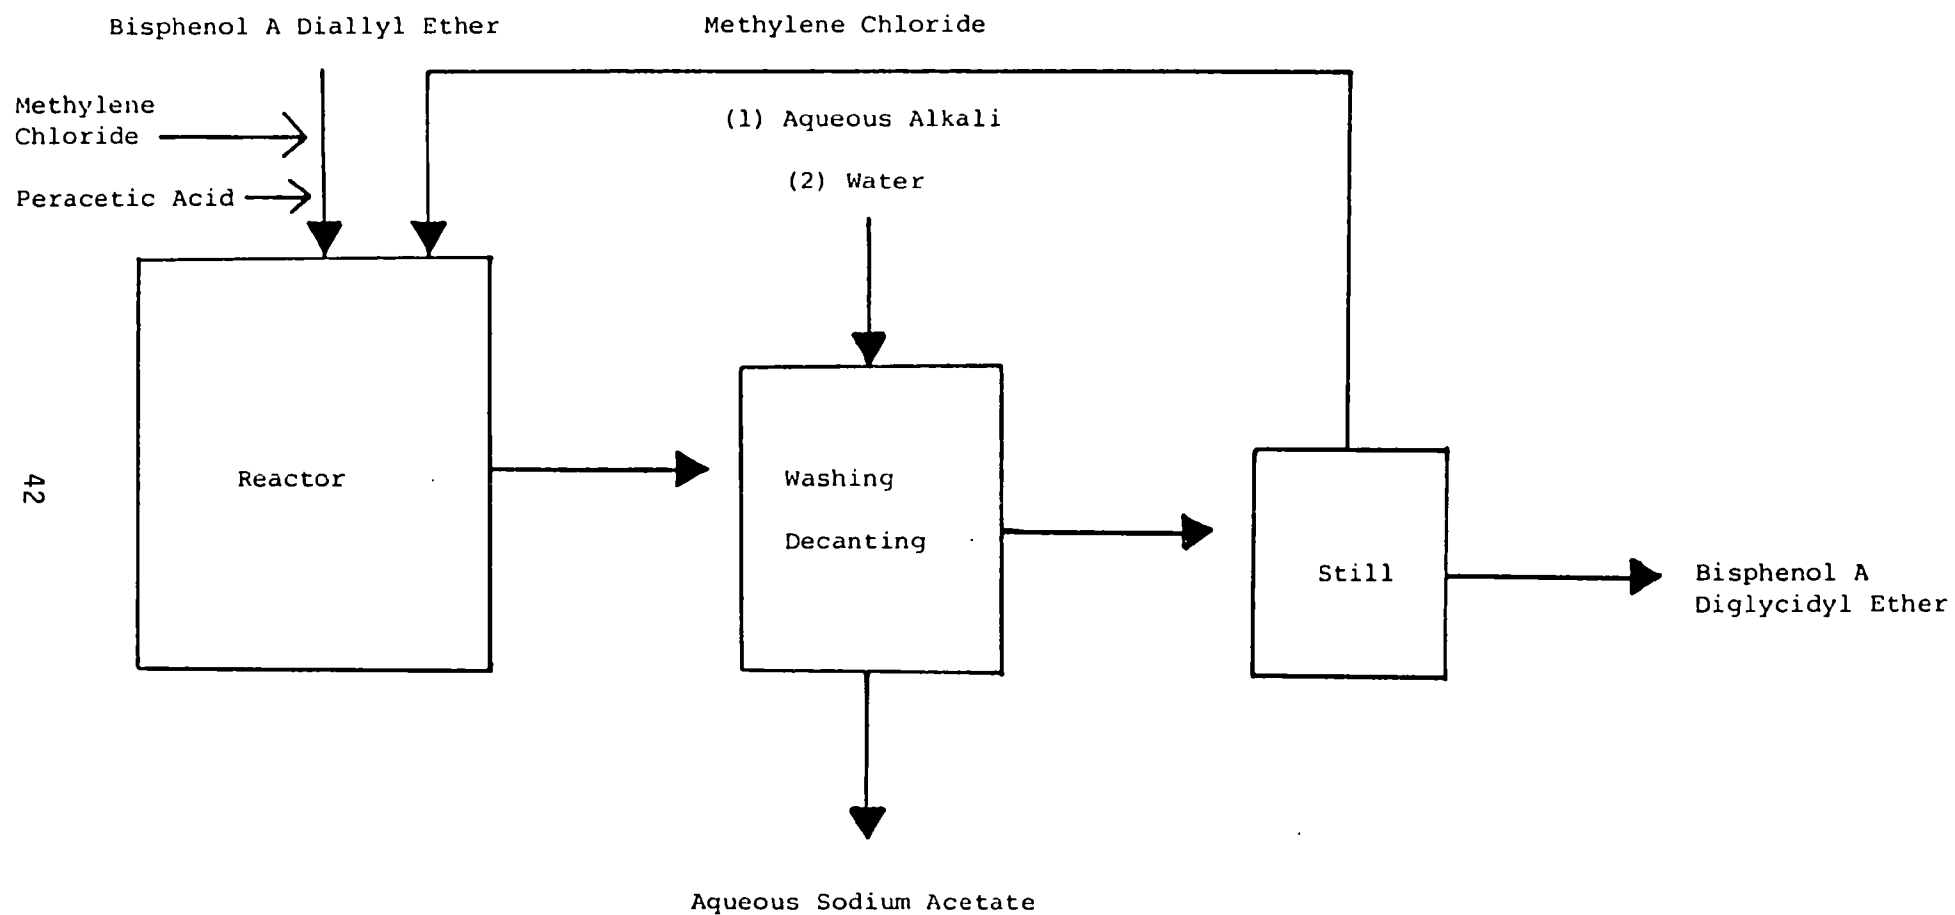 Bisphenol A Diallyl Ether
Methylene Chloride
Methylene
Chloride
(1) Aqueous Alkali
(2) Water
Peracetic Acid
Reactor
Washing
Decanting
Still
Bisphenol A
Diglycidyl Ether
42
Aqueous Sodium Acetate